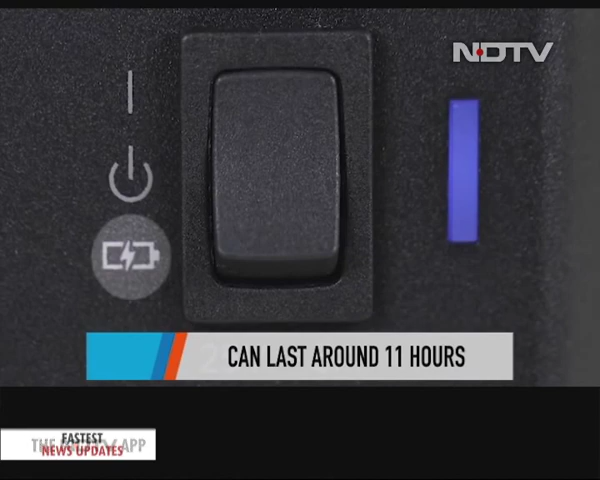 NDTV
CAN LAST AROUND 11 HOURS
FASTEST
NEWS UPDATES